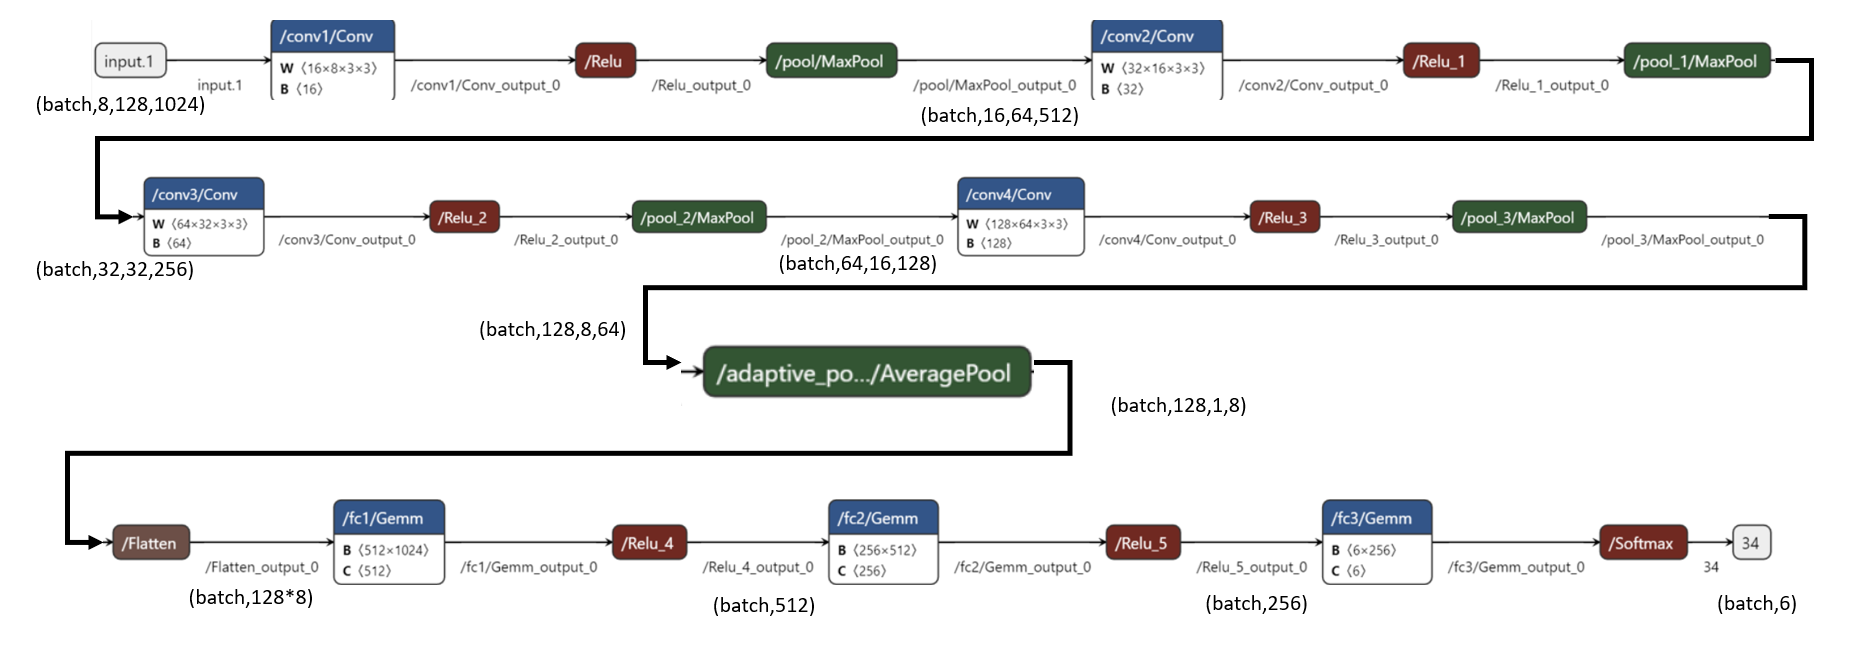 /conv1/Conv
/conv2/Conv
input.1
/Relu
/pool/MaxPool
/Relu_1
/pool_1/MaxPool
W ⟨16×8×3×3⟩
B ⟨16⟩
W ⟨32×16×3×3⟩
B ⟨32⟩
input.1
/conv1/Conv_output_0
/Relu_output_0
/pool/MaxPool_output_0
/conv2/Conv_output_0
/Relu_1_output_0
(batch,8,128,1024)
(batch,16,64,512)
/conv3/Conv
/conv4/Conv
W ⟨64×32×3×3⟩
B ⟨64⟩
/Relu_2
/pool_2/MaxPool
W ⟨128×64×3×3⟩
B ⟨128⟩
/Relu_3
/pool_3/MaxPool
/conv3/Conv_output_0
/Relu_2_output_0
/pool_2/MaxPool_output_0
/conv4/Conv_output_0
/Relu_3_output_0
/pool_3/MaxPool_output_0
(batch,32,32,256)
(batch,64,16,128)
(batch,128,8,64)
/adaptive_po.../AveragePool
(batch,128,1,8)
/fc1/Gemm
/fc2/Gemm
/fc3/Gemm
/Flatten
B ⟨512×1024⟩
C ⟨512⟩
/Relu_4
B ⟨256×512⟩
C ⟨256⟩
/Relu_5
B ⟨6×256⟩
C ⟨6⟩
/Softmax
34
/Flatten_output_0
/fc1/Gemm_output_0
/Relu_4_output_0
/fc2/Gemm_output_0
/Relu_5_output_0
/fc3/Gemm_output_0
34
(batch,128*8)
(batch,512)
(batch,256)
(batch,6)